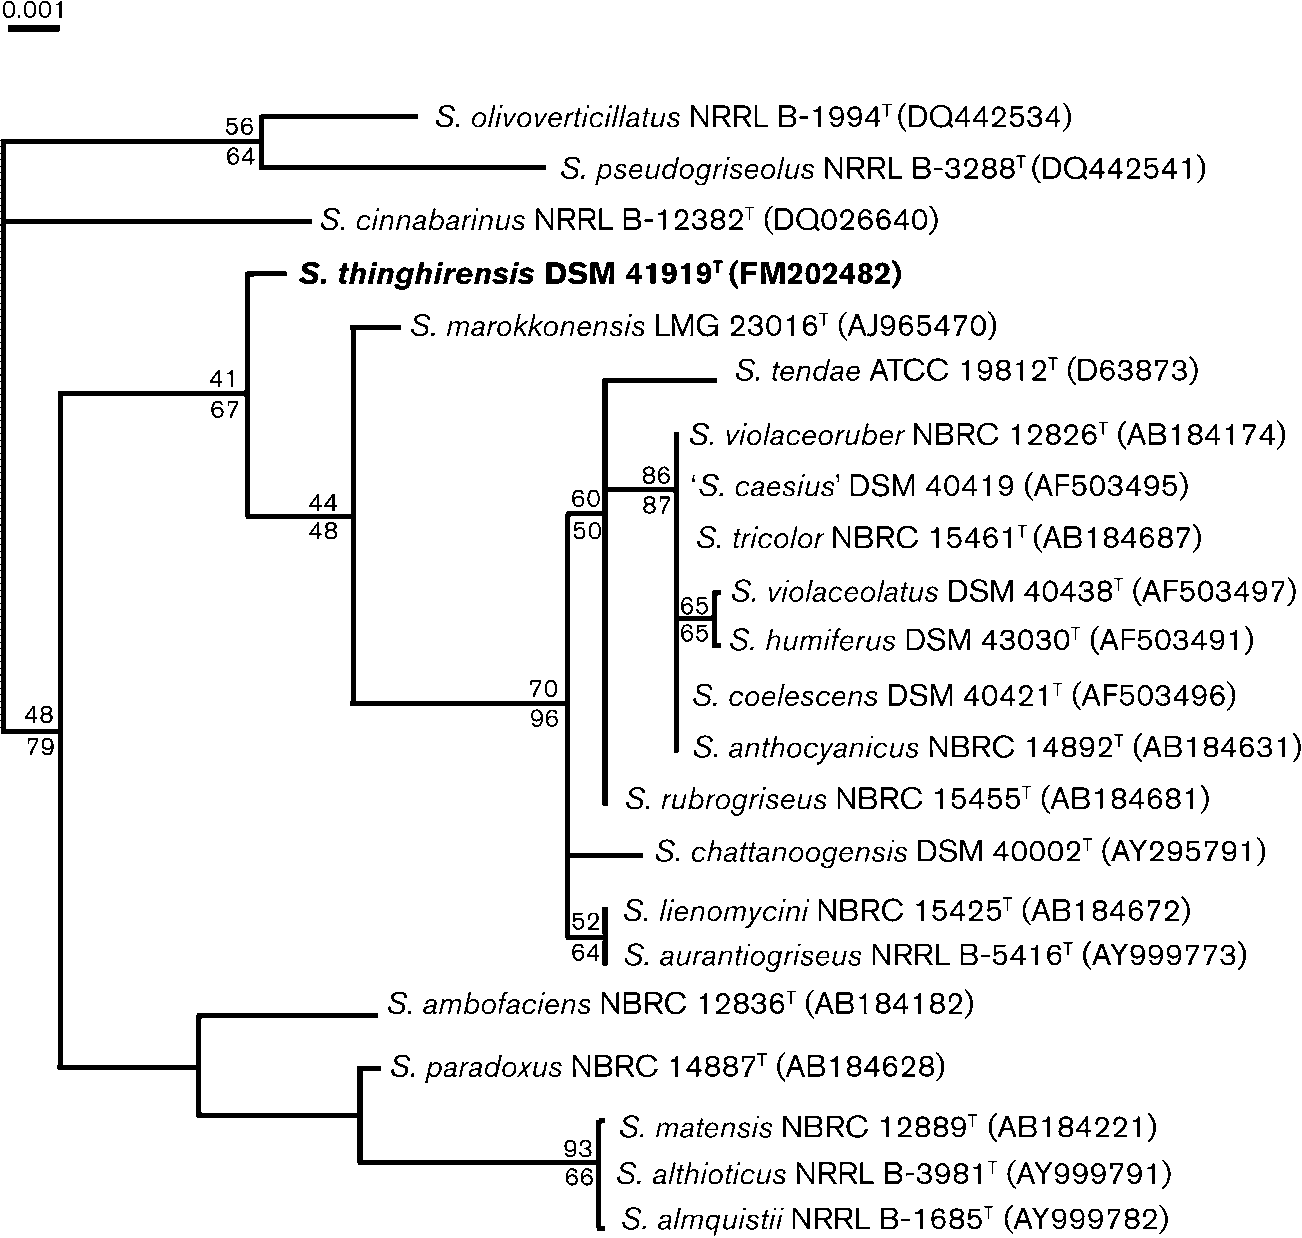 0.001
S. olivoverticillatus NRRL B-1994ᵀ (DQ442534)
56
64
S. pseudogriseolus NRRL B-3288ᵀ (DQ442541)
S. cinnabarinus NRRL B-12382ᵀ (DQ026640)
S. thinghirensis DSM 41919ᵀ (FM202482)
S. marokkonensis LMG 23016ᵀ (AJ965470)
41
67
S. tendae ATCC 19812ᵀ (D63873)
S. violaceoruber NBRC 12826ᵀ (AB184174)
86
87
'S. caesius' DSM 40419 (AF503495)
44
48
60
50
S. tricolor NBRC 15461ᵀ (AB184687)
S. violaceolatus DSM 40438ᵀ (AF503497)
65
65
S. humiferus DSM 43030ᵀ (AF503491)
S. coelescens DSM 40421ᵀ (AF503496)
70
96
48
79
S. anthocyanicus NBRC 14892ᵀ (AB184631)
S. rubrogriseus NBRC 15455ᵀ (AB184681)
S. chattanoogensis DSM 40002ᵀ (AY295791)
S. lienomycini NBRC 15425ᵀ (AB184672)
52
64
S. aurantiogriseus NRRL B-5416ᵀ (AY999773)
S. ambofaciens NBRC 12836ᵀ (AB184182)
S. paradoxus NBRC 14887ᵀ (AB184628)
S. matensis NBRC 12889ᵀ (AB184221)
93
66
S. althioticus NRRL B-3981ᵀ (AY999791)
S. almquistii NRRL B-1685ᵀ (AY999782)